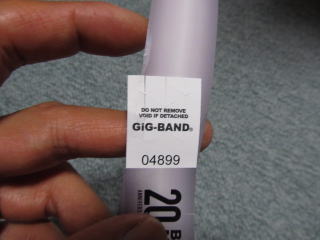 DO NOT REMOVE
VOID IF DETACHED
GiG-BAND®
04899
20